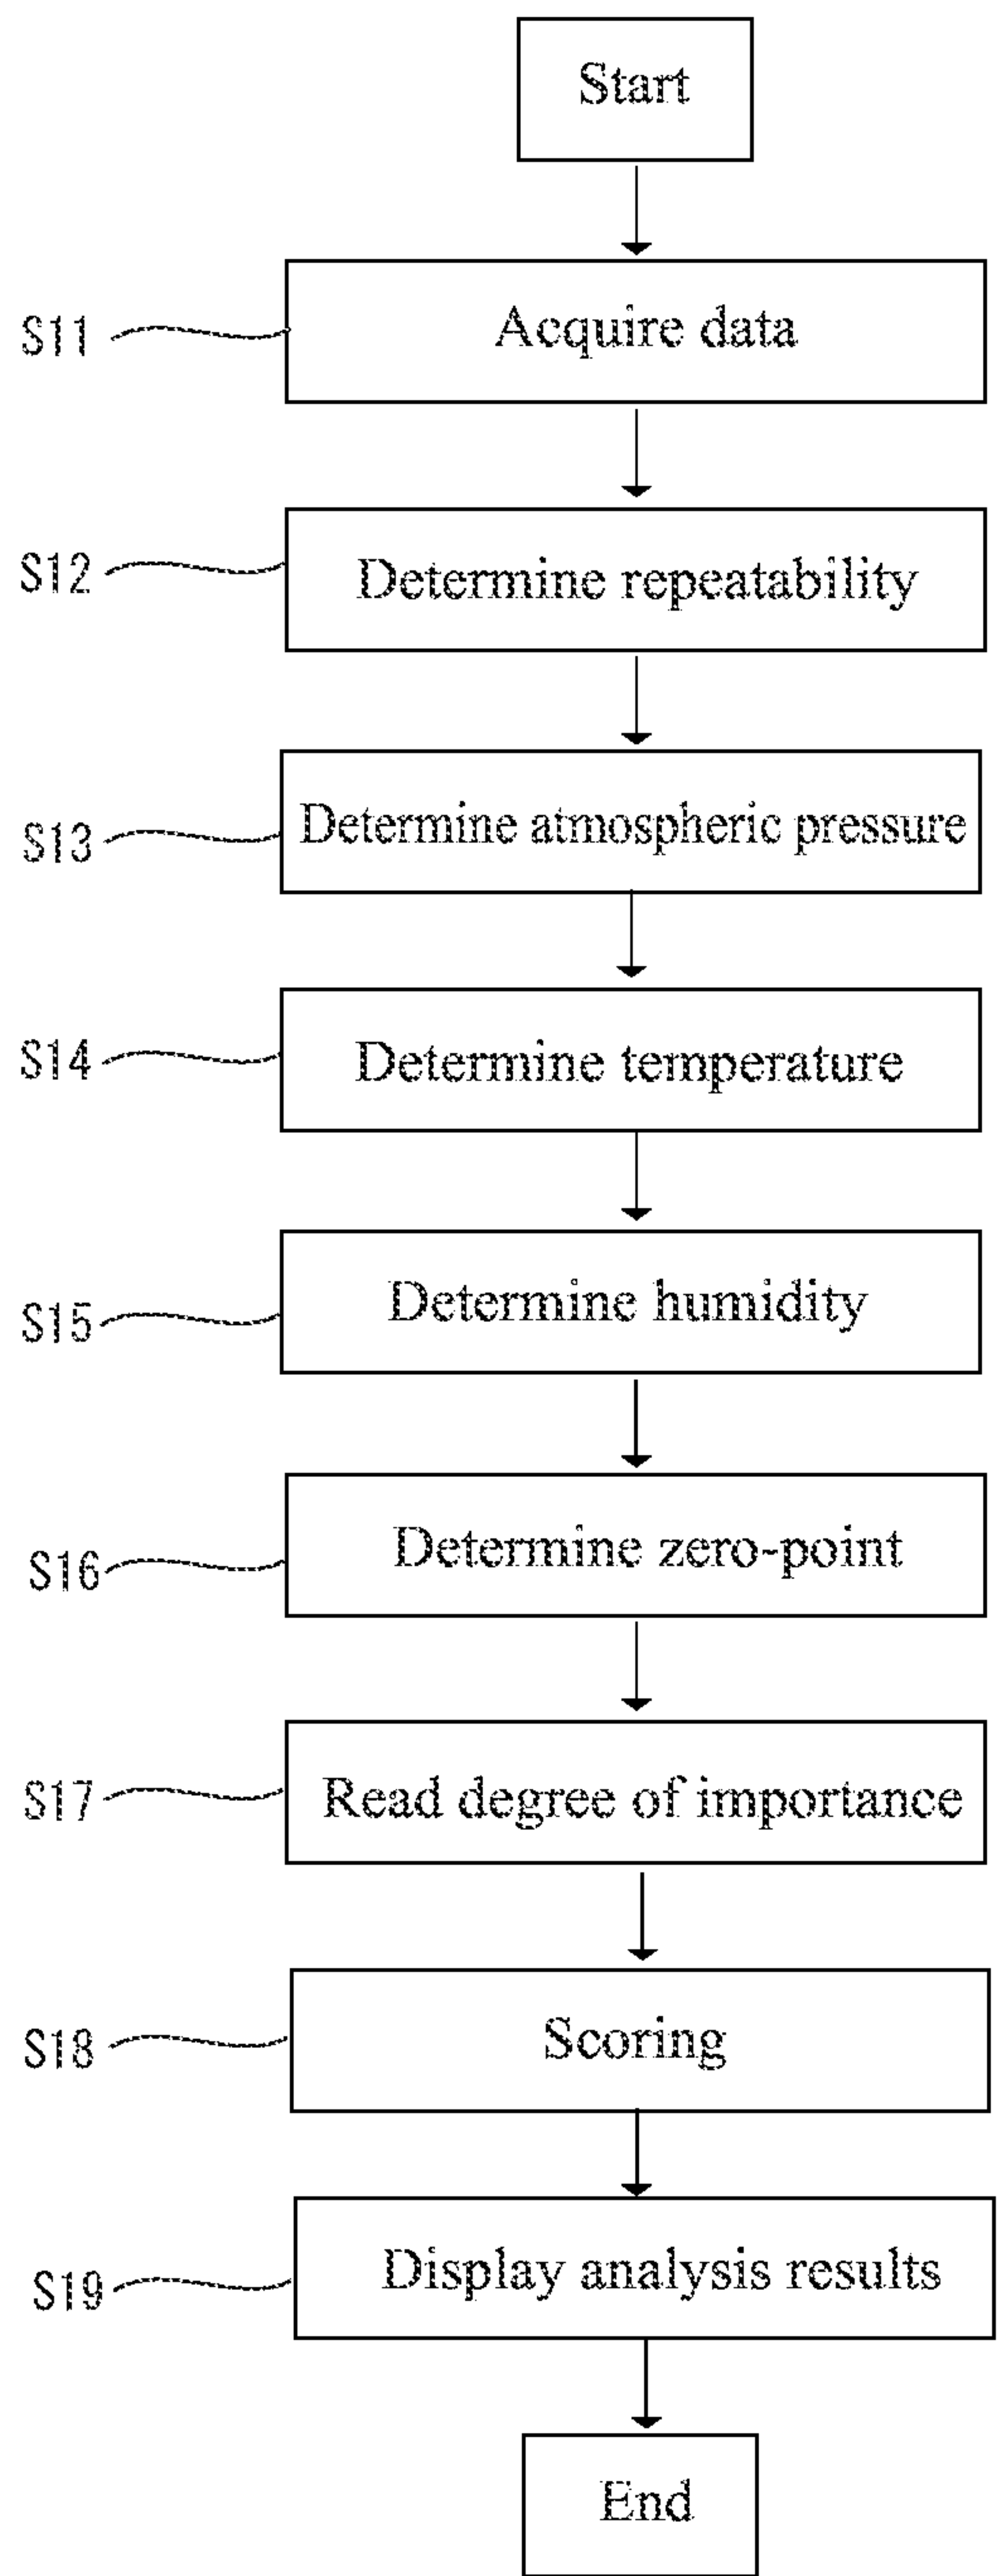 Start
S11 Acquire data
S12 Determine repeatability
S13 Determine atmospheric pressure
S14 Determine temperature
S15 Determine humidity
S16 Determine zero-point
S17 Read degree of importance
S18 Scoring
S19 Display analysis results
End